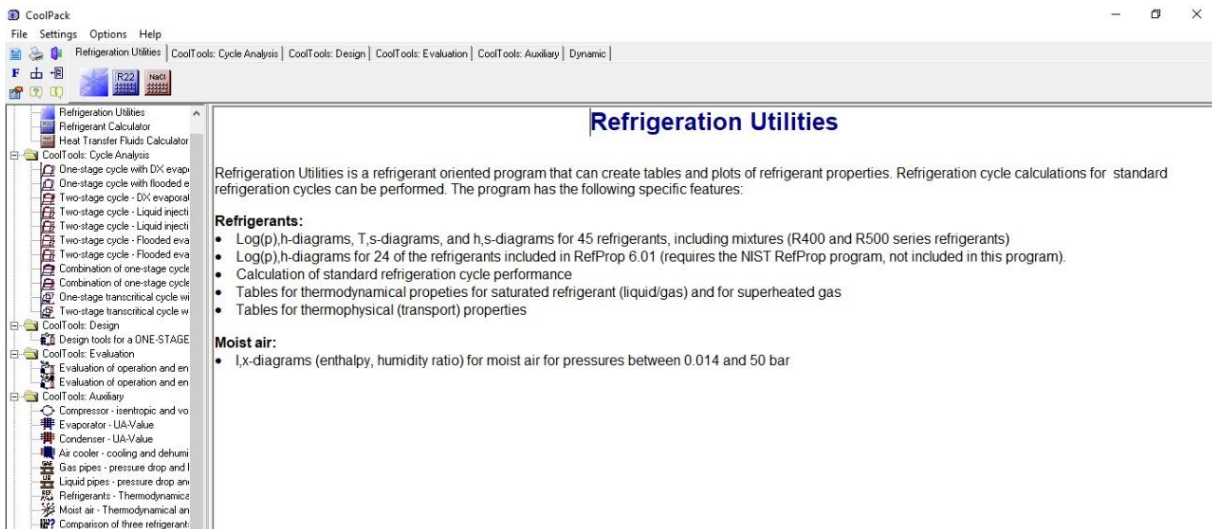 CoolPack
File Settings Options Help
Refrigeration Utilities CoolTools: Cycle Analysis CoolTools: Design CoolTools: Evaluation CoolTools: Auxiliary Dynamic
F
R22 NaCl
Refrigeration Utilities
Refrigerant Calculator
Heat Transfer Fluids Calculator
CoolTools: Cycle Analysis
One-stage cycle with DX evap
One-stage cycle with flooded e
Two-stage cycle - DX evaporat
Two-stage cycle - Liquid injecti
Two-stage cycle - Liquid injecti
Two-stage cycle - Flooded eva
Two-stage cycle - Flooded eva
Combination of one-stage cycle
Combination of one-stage cycle
One-stage transcritical cycle wi
Two-stage transcritical cycle w
CoolTools: Design
Design tools for a ONE-STAGE
CoolTools: Evaluation
Evaluation of operation and en
Evaluation of operation and en
CoolTools: Auxiliary
Compressor - isentropic and vo
Evaporator - UA-Value
Condenser - UA-Value
Air cooler - cooling and dehumi
Gas pipes - pressure drop and
Liquid pipes - pressure drop an
Refrigerants - Thermodynamica
Moist air - Thermodynamical an
Comparison of three refrigerant
Refrigeration Utilities
Refrigeration Utilities is a refrigerant oriented program that can create tables and plots of refrigerant properties. Refrigeration cycle calculations for standard
refrigeration cycles can be performed. The program has the following specific features:
Refrigerants:
• Log(p),h-diagrams, T,s-diagrams, and h,s-diagrams for 45 refrigerants, including mixtures (R400 and R500 series refrigerants)
• Log(p),h-diagrams for 24 of the refrigerants included in RefProp 6.01 (requires the NIST RefProp program, not included in this program).
• Calculation of standard refrigeration cycle performance
• Tables for thermodynamical propeties for saturated refrigerant (liquid/gas) and for superheated gas
• Tables for thermophysical (transport) properties
Moist air:
• I,x-diagrams (enthalpy, humidity ratio) for moist air for pressures between 0.014 and 50 bar